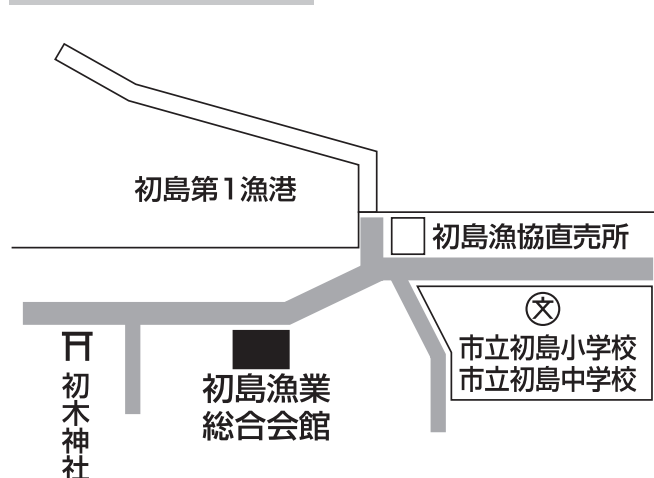 初島第1漁港
初島漁協直売所
文
市立初島小学校
市立初島中学校
初島漁業
総合会館
初木神社